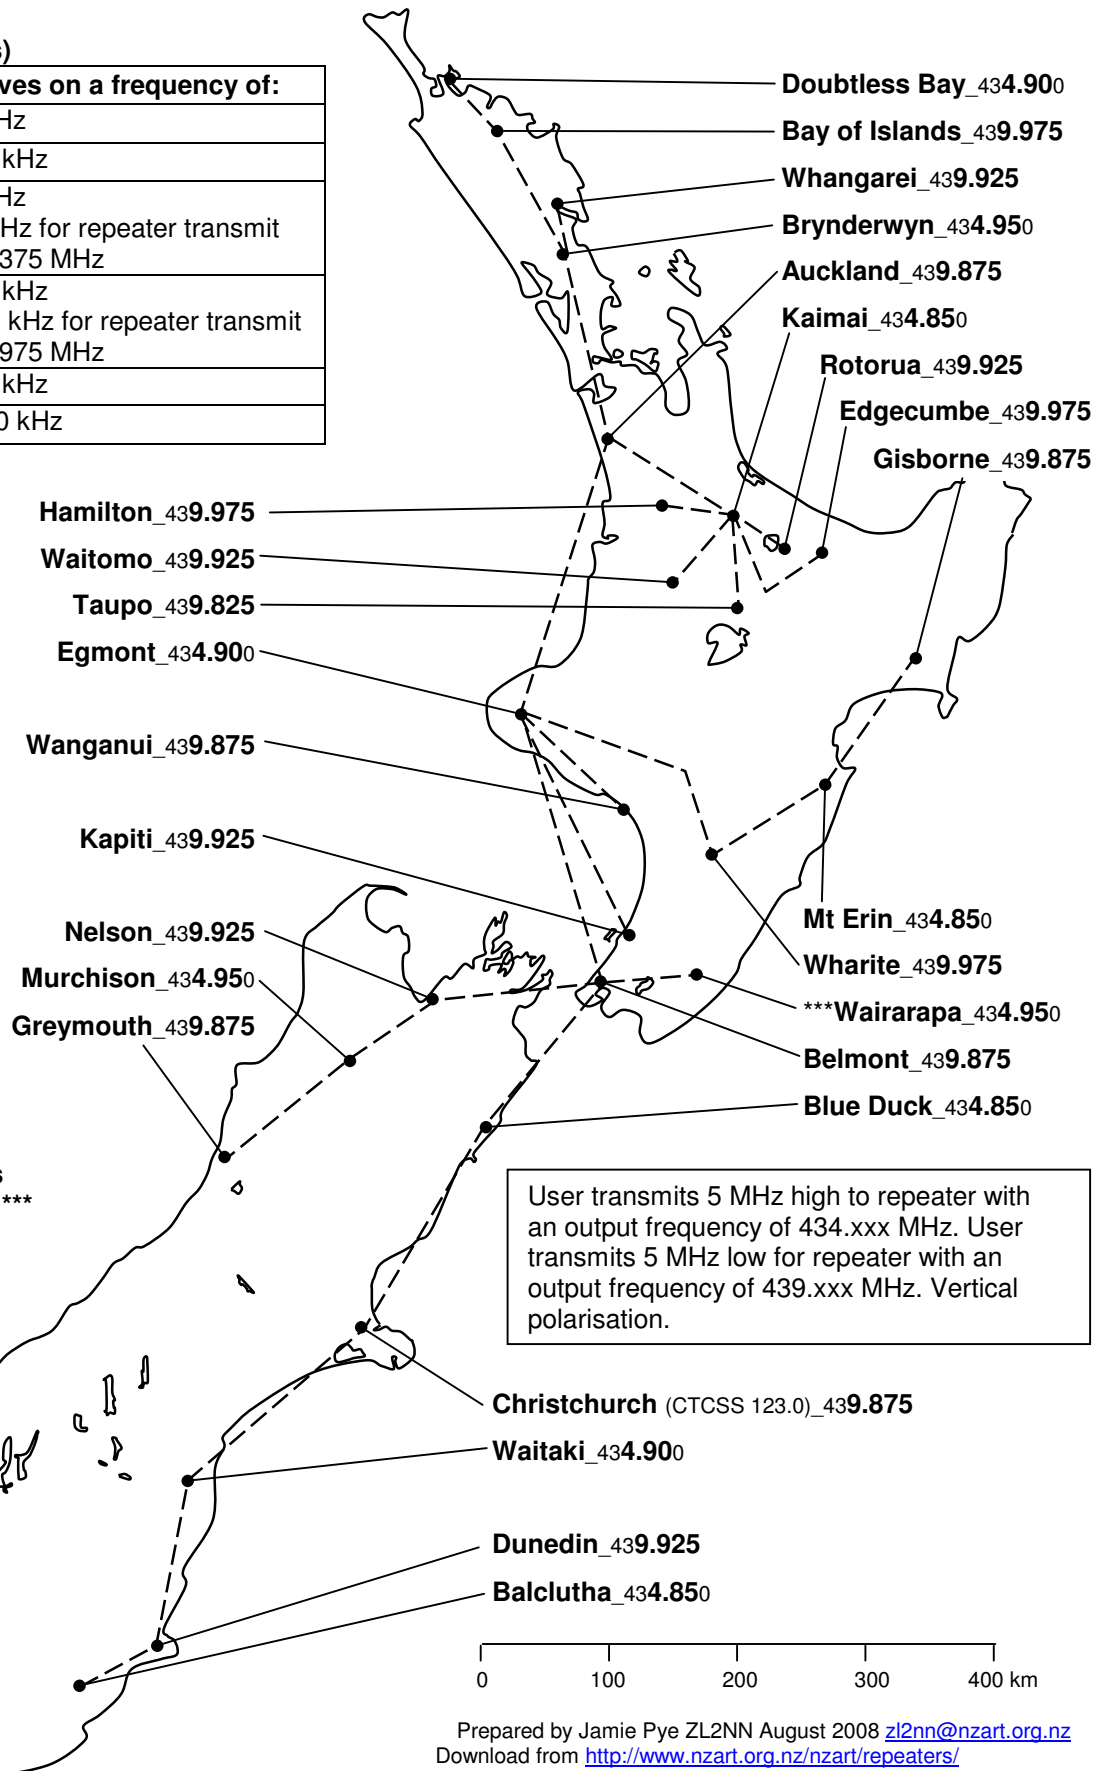 s)
ves on a frequency of:
Hz
kHz
Hz
Hz for repeater transmit
375 MHz
kHz
kHz for repeater transmit
975 MHz
kHz
0 kHz
Doubtless Bay_434.900
Bay of Islands_439.975
Whangarei_439.925
Brynderwyn_434.950
Auckland_439.875
Kaimai_434.850
Rotorua_439.925
Edgecumbe_439.975
Gisborne_439.875
Hamilton_439.975
Waitomo_439.925
Taupo_439.825
Egmont_434.900
Wanganui_439.875
Kapiti_439.925
Nelson_439.925
Murchison_434.950
Greymouth_439.875
Mt Erin_434.850
Wharite_439.975
***Wairarapa_434.950
Belmont_439.875
Blue Duck_434.850
s
***
User transmits 5 MHz high to repeater with
an output frequency of 434.xxx MHz. User
transmits 5 MHz low for repeater with an
output frequency of 439.xxx MHz. Vertical
polarisation.
Christchurch (CTCSS 123.0)_439.875
Waitaki_434.900
Dunedin_439.925
Balclutha_434.850
0 100 200 300 400 km
Prepared by Jamie Pye ZL2NN August 2008 zl2nn@nzart.org.nz
Download from http://www.nzart.org.nz/nzart/repeaters/